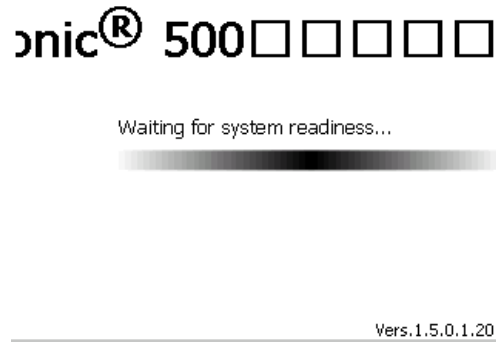 onic® 500□□□□□
Waiting for system readiness...
Vers.1.5.0.1.20